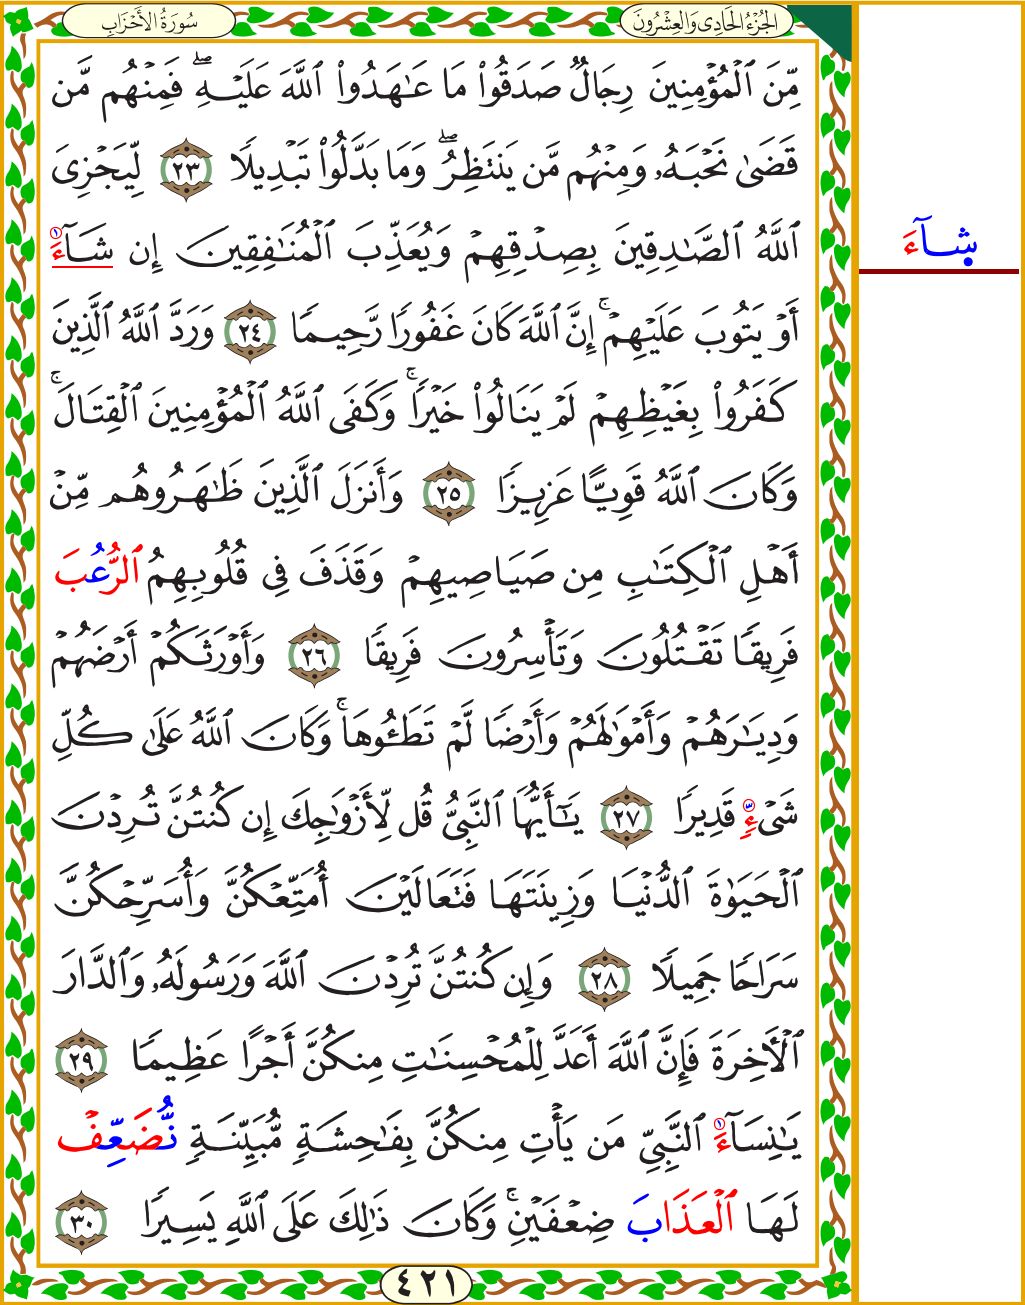 الجُزْءُ الحَادِي وَالعِشْرُونَ
سُورَةُ الأَحْزَابِ
مِّنَ ٱلْمُؤْمِنِينَ رِجَالٌ صَدَقُوا۟ مَا عَـٰهَدُوا۟ ٱللَّهَ عَلَيْهِ ۖ فَمِنْهُم مَّن
قَضَىٰ نَحْبَهُۥ وَمِنْهُم مَّن يَنتَظِرُ ۖ وَمَا بَدَّلُوا۟ تَبْدِيلًا ٢٣ لِّيَجْزِىَ
ٱللَّهُ ٱلصَّـٰدِقِينَ بِصِدْقِهِمْ وَيُعَذِّبَ ٱلْمُنَـٰفِقِينَ إِن شَآءَ
شِآءَ
أَوْ يَتُوبَ عَلَيْهِمْ ۚ إِنَّ ٱللَّهَ كَانَ غَفُورًا رَّحِيمًا ٢٤ وَرَدَّ ٱللَّهُ ٱلَّذِينَ
كَفَرُوا۟ بِغَيْظِهِمْ لَمْ يَنَالُوا۟ خَيْرًا ۚ وَكَفَى ٱللَّهُ ٱلْمُؤْمِنِينَ ٱلْقِتَالَ ۚ
وَكَانَ ٱللَّهُ قَوِيًّا عَزِيزًا ٢٥ وَأَنزَلَ ٱلَّذِينَ ظَـٰهَرُوهُم مِّنْ
أَهْلِ ٱلْكِتَـٰبِ مِن صَيَاصِيهِمْ وَقَذَفَ فِى قُلُوبِهِمُ ٱلرُّعُبَ
فَرِيقًا تَقْتُلُونَ وَتَأْسِرُونَ فَرِيقًا ٢٦ وَأَوْرَثَكُمْ أَرْضَهُمْ
وَدِيَـٰرَهُمْ وَأَمْوَٰلَهُمْ وَأَرْضًا لَّمْ تَطَـُٔوهَا ۚ وَكَانَ ٱللَّهُ عَلَىٰ كُلِّ
شَىْءٍ قَدِيرًا ٢٧ يَـٰٓأَيُّهَا ٱلنَّبِىُّ قُل لِّأَزْوَٰجِكَ إِن كُنتُنَّ تُرِدْنَ
ٱلْحَيَوٰةَ ٱلدُّنْيَا وَزِينَتَهَا فَتَعَالَيْنَ أُمَتِّعْكُنَّ وَأُسَرِّحْكُنَّ
سَرَاحًا جَمِيلًا ٢٨ وَإِن كُنتُنَّ تُرِدْنَ ٱللَّهَ وَرَسُولَهُۥ وَٱلدَّارَ
ٱلْـَٔاخِرَةَ فَإِنَّ ٱللَّهَ أَعَدَّ لِلْمُحْسِنَـٰتِ مِنكُنَّ أَجْرًا عَظِيمًا ٢٩
يَـٰنِسَآءَ ٱلنَّبِىِّ مَن يَأْتِ مِنكُنَّ بِفَـٰحِشَةٍ مُّبَيِّنَةٍ نُّضَعِّفْ
لَهَا ٱلْعَذَابَ ضِعْفَيْنِ ۚ وَكَانَ ذَٰلِكَ عَلَى ٱللَّهِ يَسِيرًا ٣٠
٤٢١